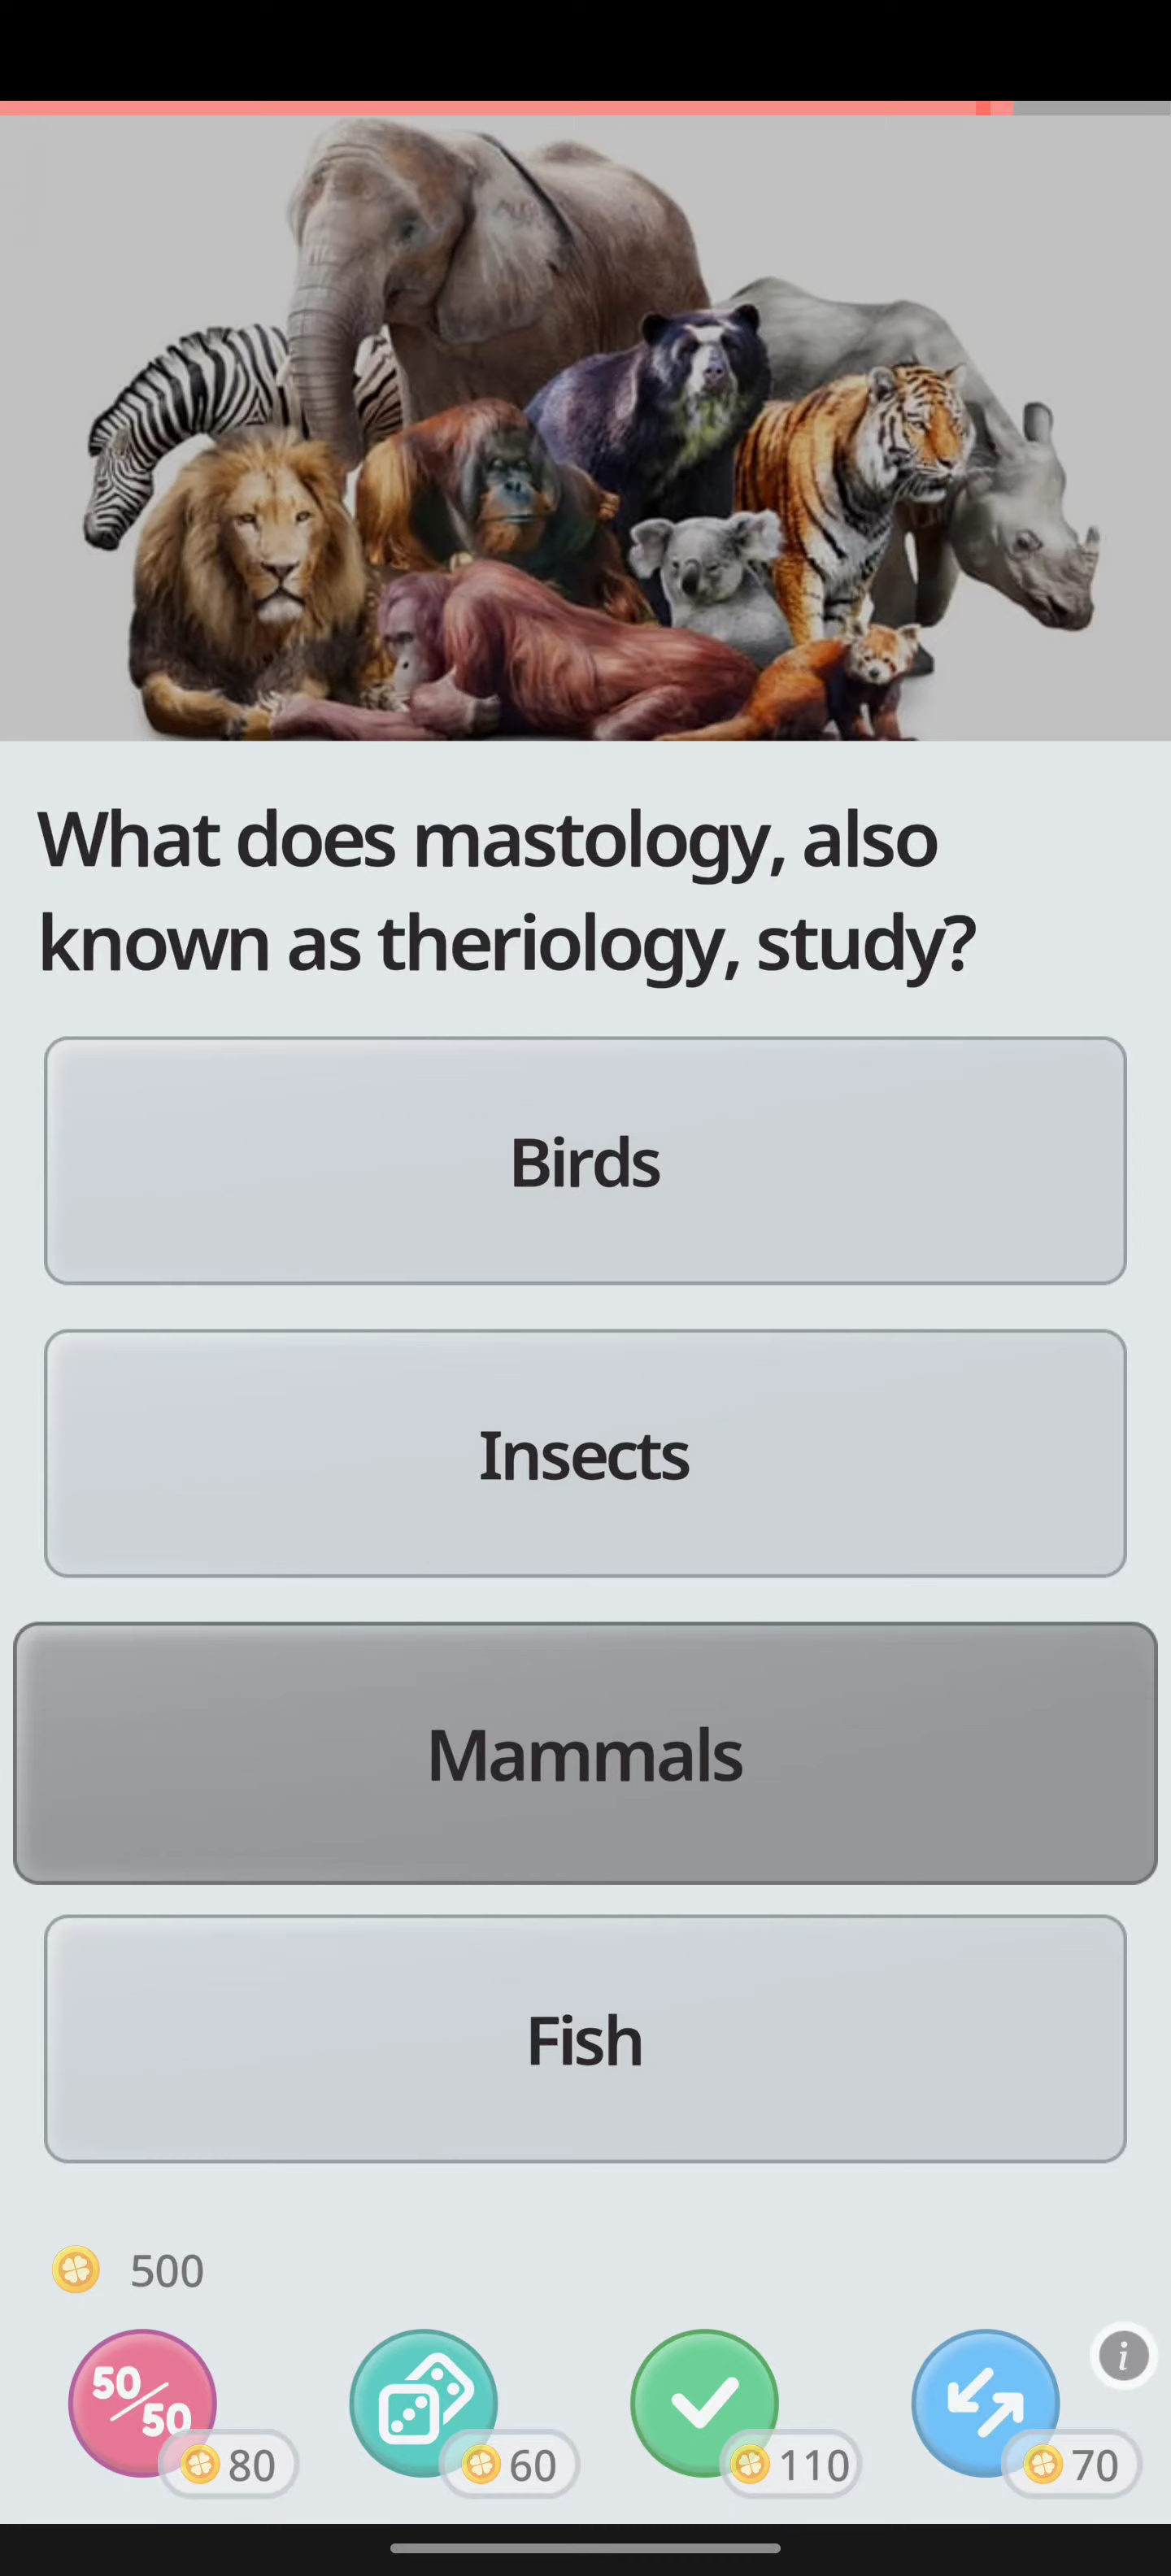 What does mastology, also
known as theriology, study?
Birds
Insects
Mammals
Fish
500
50/50
80
60
110
70
i